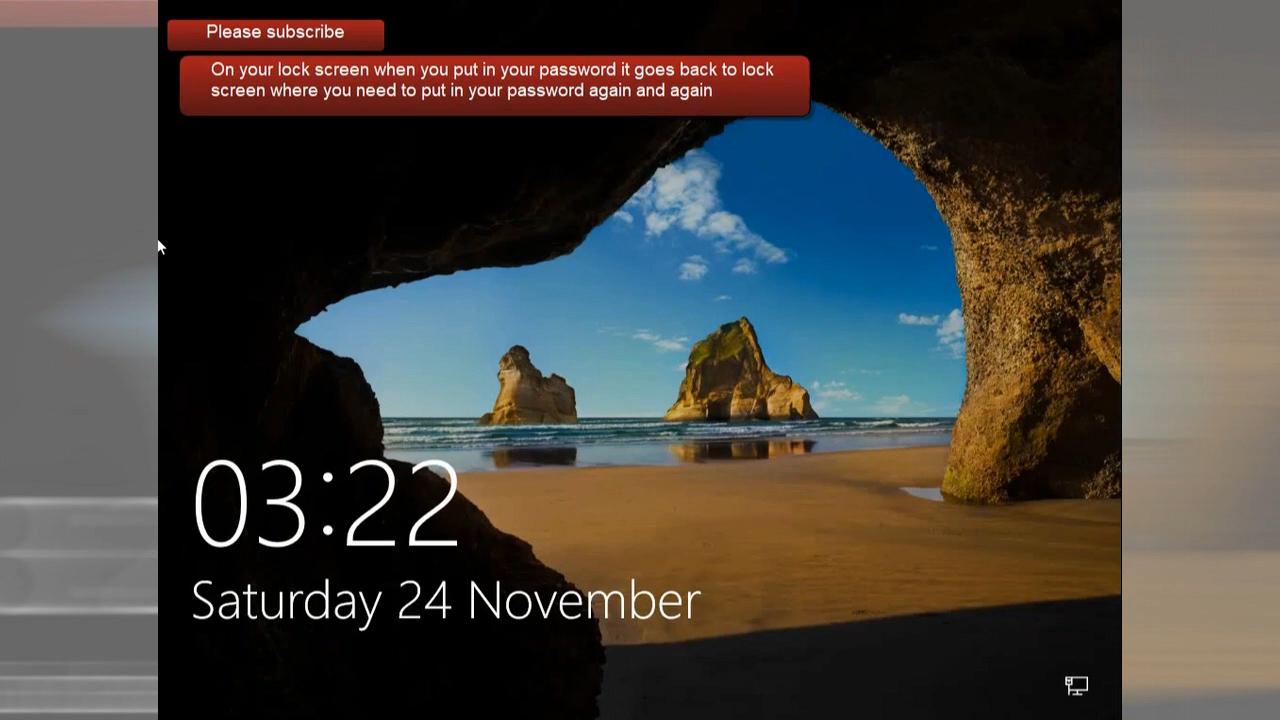 Please subscribe
On your lock screen when you put in your password it goes back to lock
screen where you need to put in your password again and again
03:22
Saturday 24 November